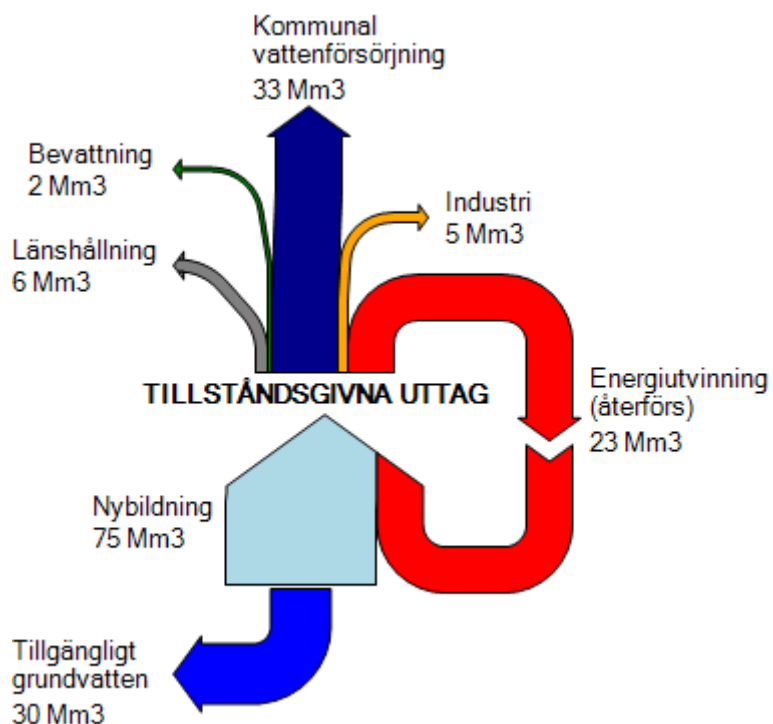 Kommunal
vattenförsörjning
33 Mm3
Bevattning
2 Mm3
Industri
5 Mm3
Länshållning
6 Mm3
TILLSTÅNDSGIVNA UTTAG
Energiutvinning
(återförs)
23 Mm3
Nybildning
75 Mm3
Tillgängligt
grundvatten
30 Mm3